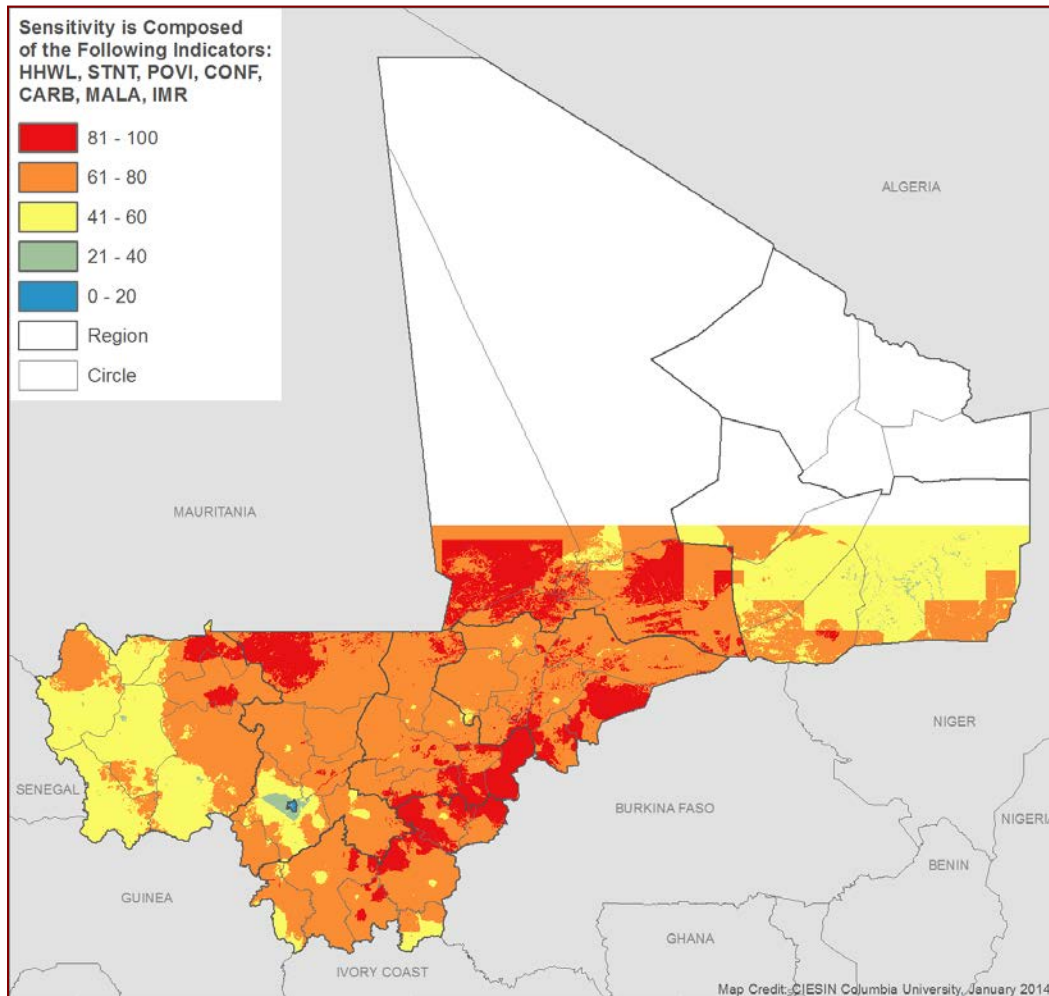 Sensitivity is Composed
of the Following Indicators:
HHWL, STNT, POVI, CONF,
CARB, MALA, IMR
81 - 100
61 - 80
41 - 60
21 - 40
0 - 20
Region
Circle
ALGERIA
MAURITANIA
NIGER
SENEGAL
BURKINA FASO
NIGERIA
BENIN
GUINEA
GHANA
IVORY COAST
Map Credit: CIESIN Columbia University, January 2014